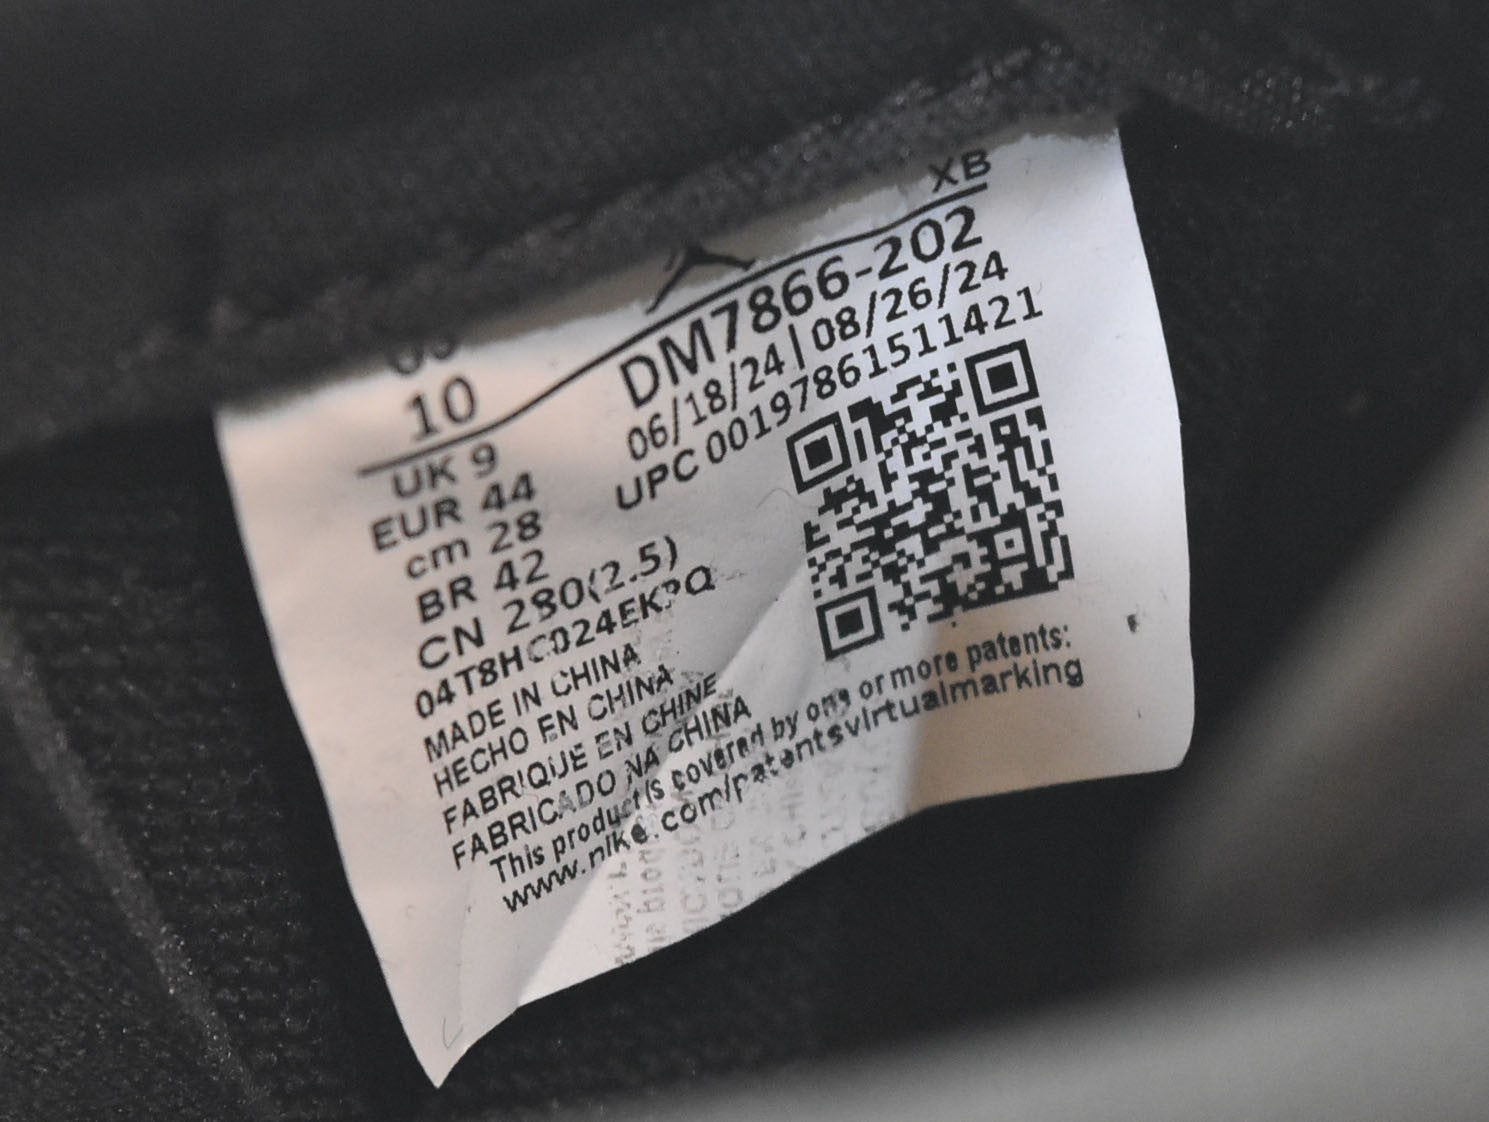 XB
10
DM7866-202
06/18/24 | 08/26/24
UPC 00197861511421
UK 9
EUR 44
cm 28
BR 42
CN 280(2.5)
MADE IN CHINA
HECHO EN CHINA
FABRIQUE EN CHINE
FABRICADO NA CHINA
This product is covered by one or more patents:
www.nike.com/patentsvirtualmarking